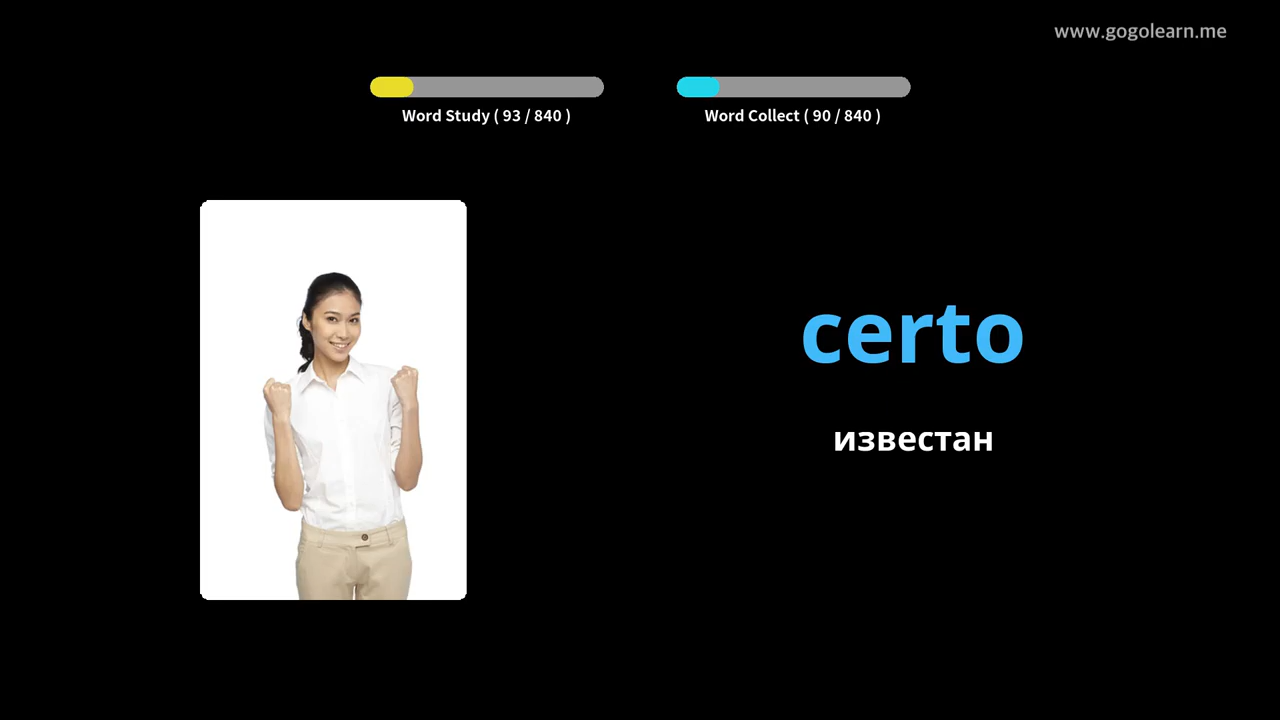 www.gogolearn.me
Word Study ( 93 / 840 )
Word Collect ( 90 / 840 )
certo
известан